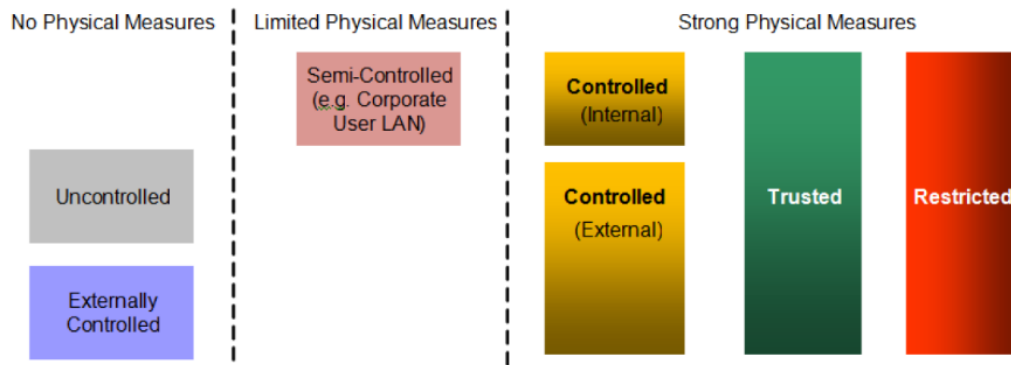 No Physical Measures
Limited Physical Measures
Strong Physical Measures
Semi-Controlled
(e.g. Corporate
User LAN)
Controlled
(Internal)
Uncontrolled
Controlled
(External)
Trusted
Restricted
Externally
Controlled